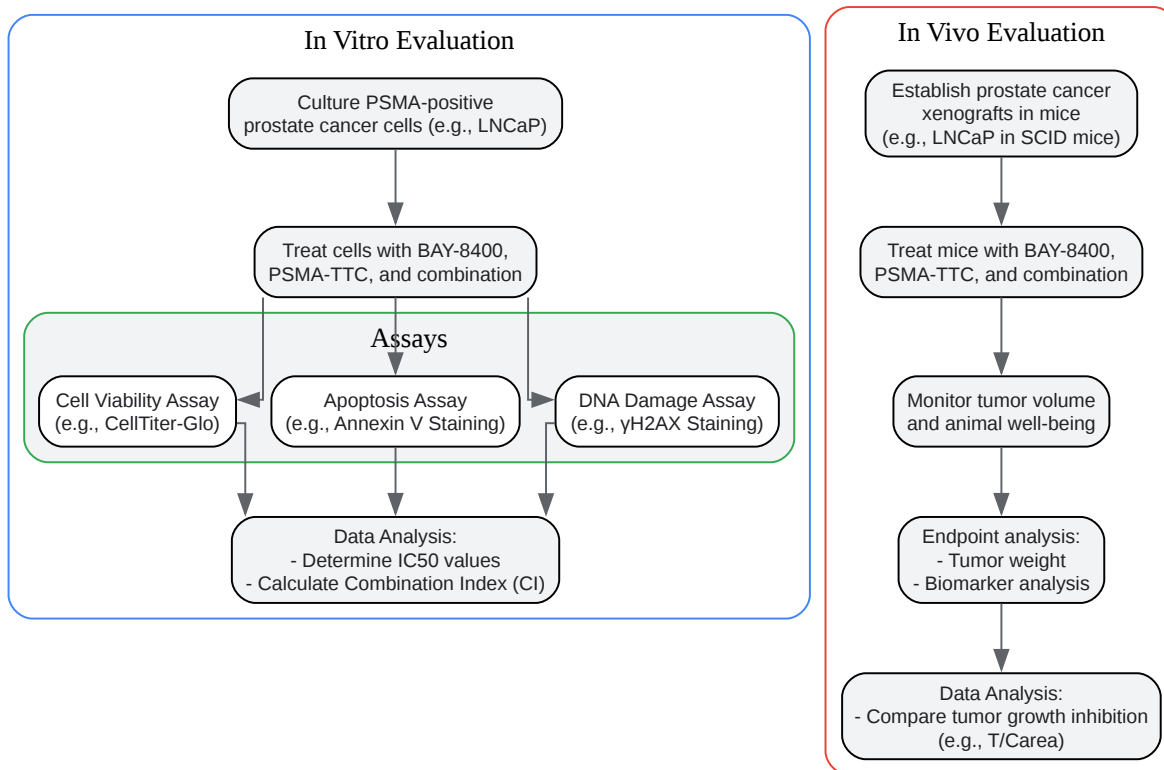 In Vitro Evaluation
Culture PSMA-positive
prostate cancer cells (e.g., LNCaP)
Treat cells with BAY-8400,
PSMA-TTC, and combination
Assays
Cell Viability Assay
(e.g., CellTiter-Glo)
Apoptosis Assay
(e.g., Annexin V Staining)
DNA Damage Assay
(e.g., γH2AX Staining)
Data Analysis:
- Determine IC50 values
- Calculate Combination Index (CI)
In Vivo Evaluation
Establish prostate cancer
xenografts in mice
(e.g., LNCaP in SCID mice)
Treat mice with BAY-8400,
PSMA-TTC, and combination
Monitor tumor volume
and animal well-being
Endpoint analysis:
- Tumor weight
- Biomarker analysis
Data Analysis:
- Compare tumor growth inhibition
(e.g., T/Carea)